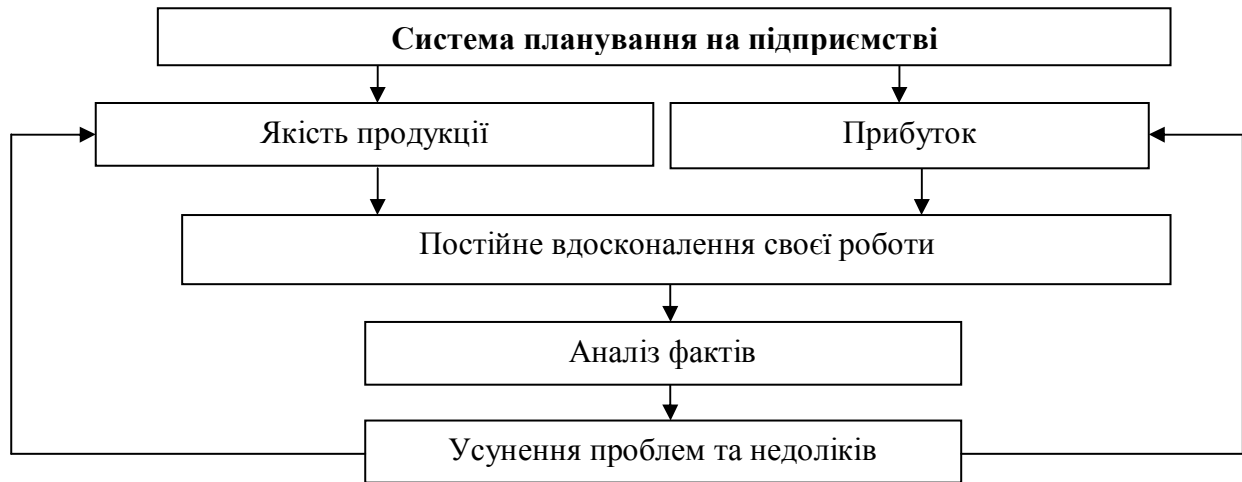 Система планування на підприємстві
Якість продукції
Прибуток
Постійне вдосконалення своєї роботи
Аналіз фактів
Усунення проблем та недоліків